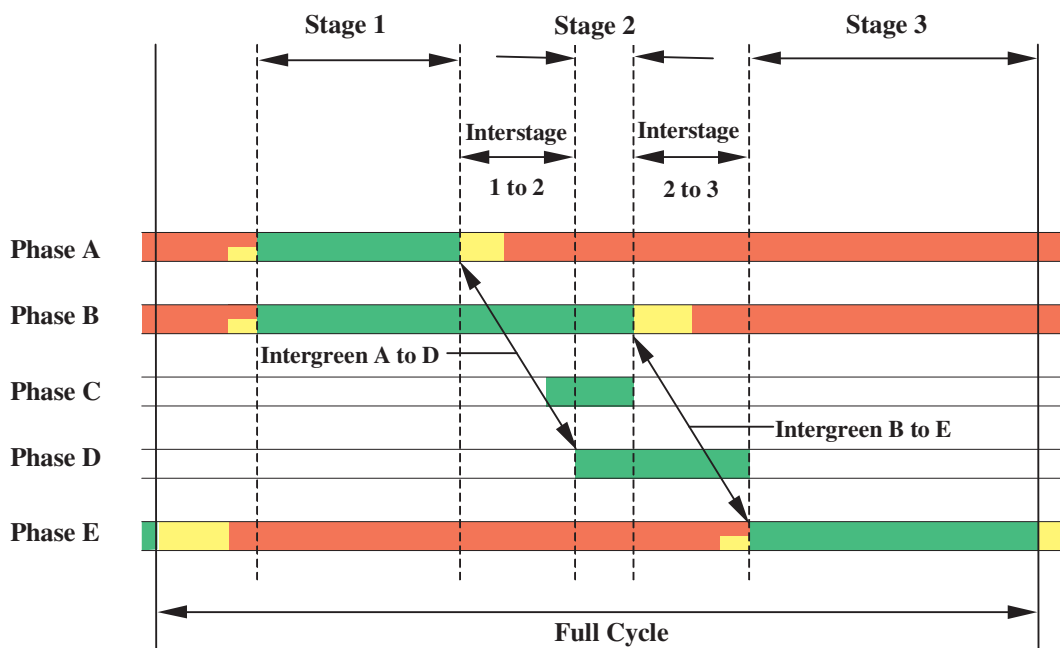 Stage 1
Stage 2
Stage 3
Interstage
1 to 2
Interstage
2 to 3
Phase A
Phase B
Intergreen A to D
Phase C
Intergreen B to E
Phase D
Phase E
Full Cycle